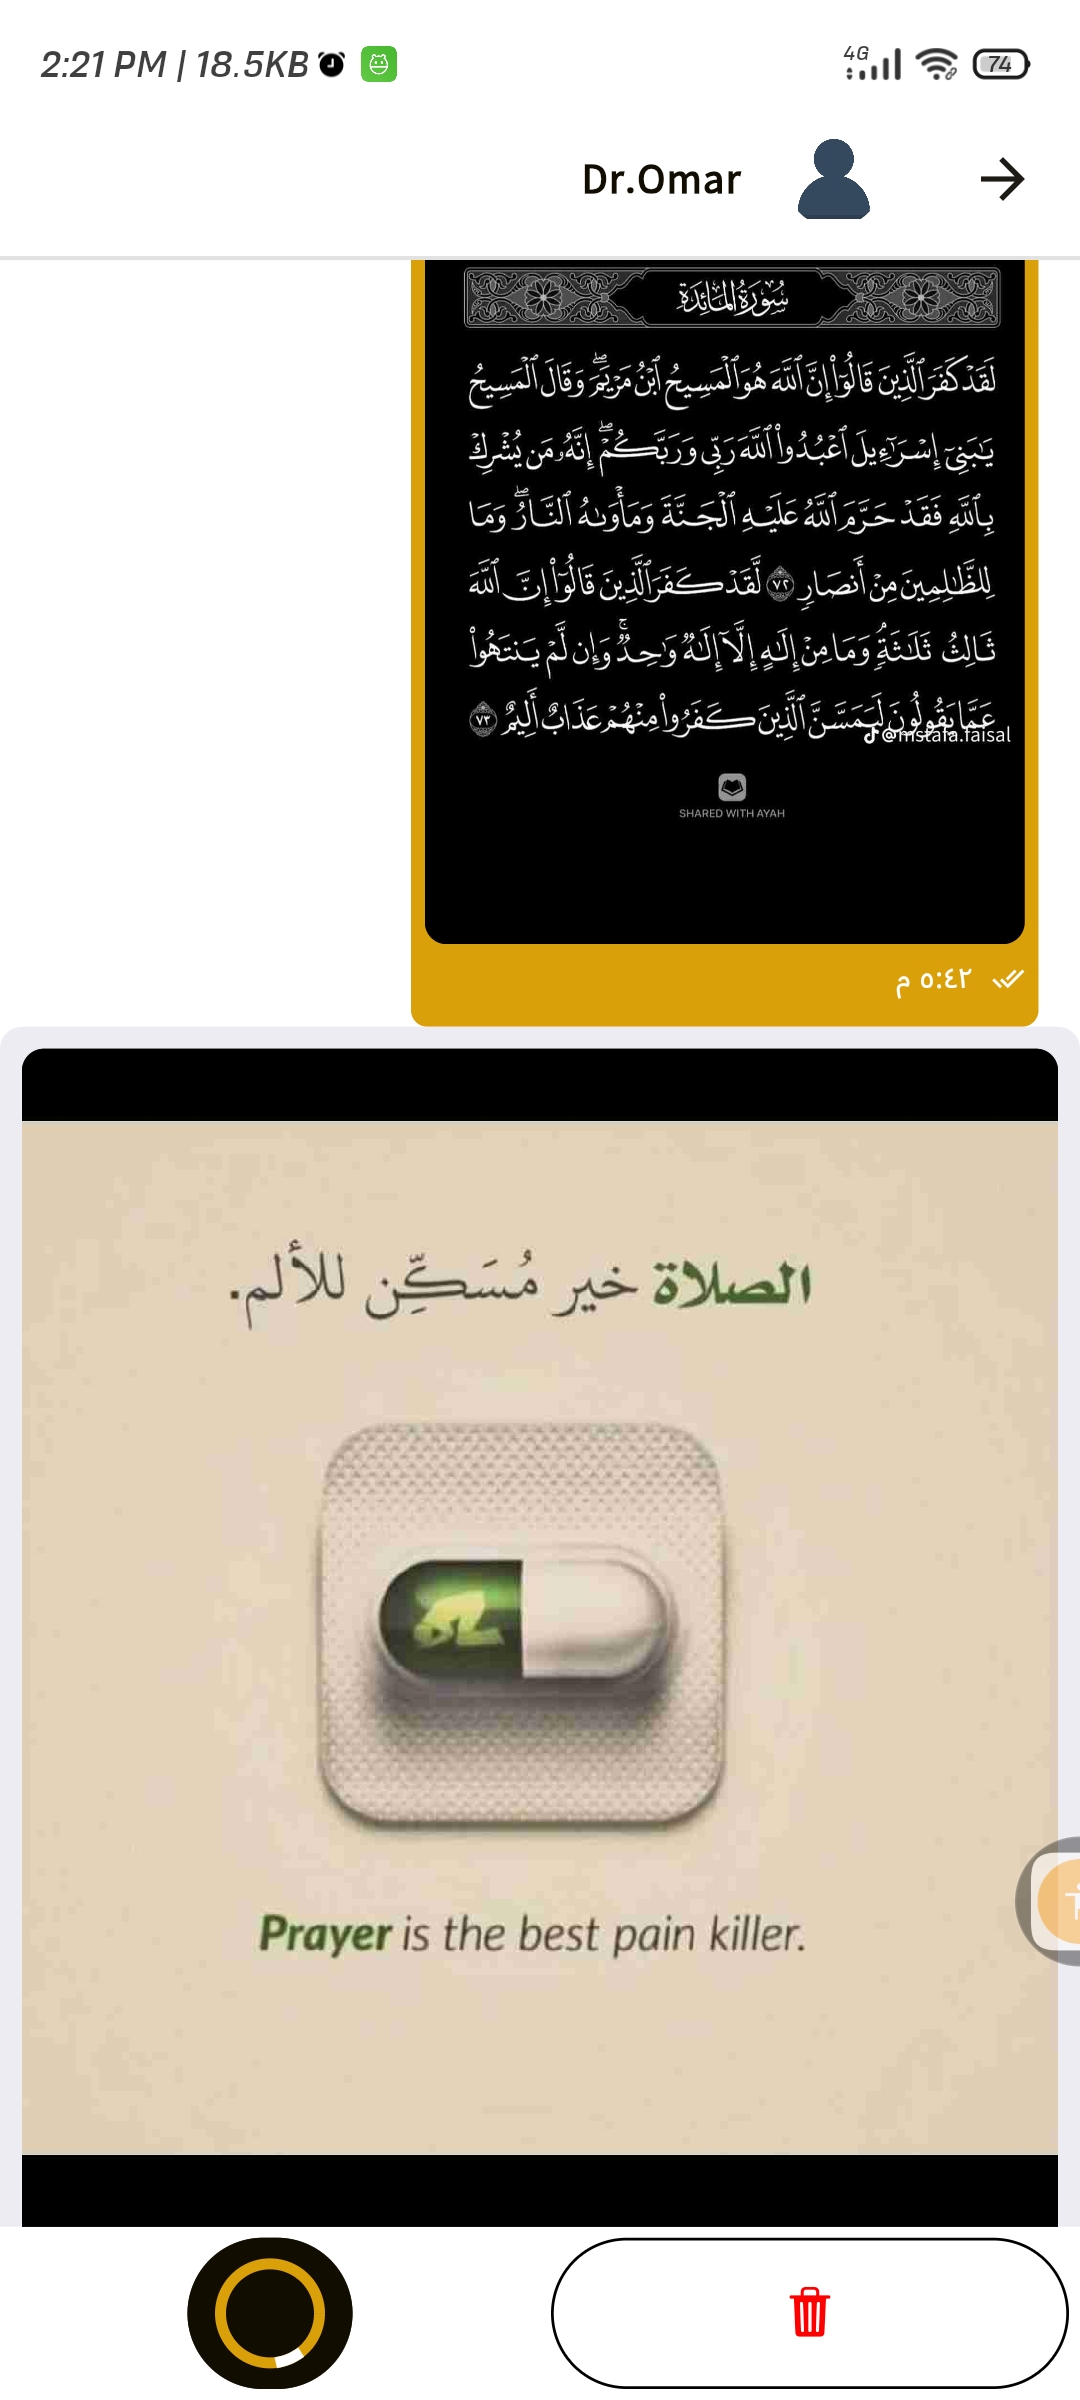 2:21 PM | 18.5KB
4G
74
Dr.Omar
سُورَةُ المَائِدَةِ
لَقَدْ كَفَرَ ٱلَّذِينَ قَالُوٓاْ إِنَّ ٱللَّهَ هُوَ ٱلْمَسِيحُ ٱبْنُ مَرْيَمَۖ وَقَالَ ٱلْمَسِيحُ
يَٰبَنِىٓ إِسْرَٰٓءِيلَ ٱعْبُدُواْ ٱللَّهَ رَبِّى وَرَبَّكُمْۖ إِنَّهُۥ مَن يُشْرِكْ
بِٱللَّهِ فَقَدْ حَرَّمَ ٱللَّهُ عَلَيْهِ ٱلْجَنَّةَ وَمَأْوَىٰهُ ٱلنَّارُۖ وَمَا
لِلظَّٰلِمِينَ مِنْ أَنصَارٍ ٧٢ لَّقَدْ كَفَرَ ٱلَّذِينَ قَالُوٓاْ إِنَّ ٱللَّهَ
ثَالِثُ ثَلَٰثَةٍۘ وَمَا مِنْ إِلَٰهٍ إِلَّآ إِلَٰهٌ وَٰحِدٌۚ وَإِن لَّمْ يَنتَهُواْ
عَمَّا يَقُولُونَ لَيَمَسَّنَّ ٱلَّذِينَ كَفَرُواْ مِنْهُمْ عَذَابٌ أَلِيمٌ ٧٣
@mstafa.faisal
SHARED WITH AYAH
٥:٤٢ م
الصلاة خير مُسَكِّن للألم.
Prayer is the best pain killer.